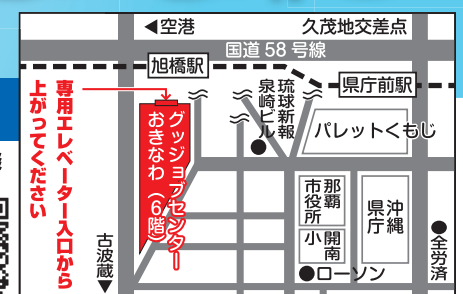 ◀空港
久茂地交差点
国道58号線
旭橋駅
県庁前駅
専用エレベーター入口から
上がってください
グッジョブセンター
おきなわ（6階）
琉球新報
泉崎ビル
パレットくもじ
那覇
市役所
開南
小
沖縄
県庁
全労済
ローソン
古波蔵▼